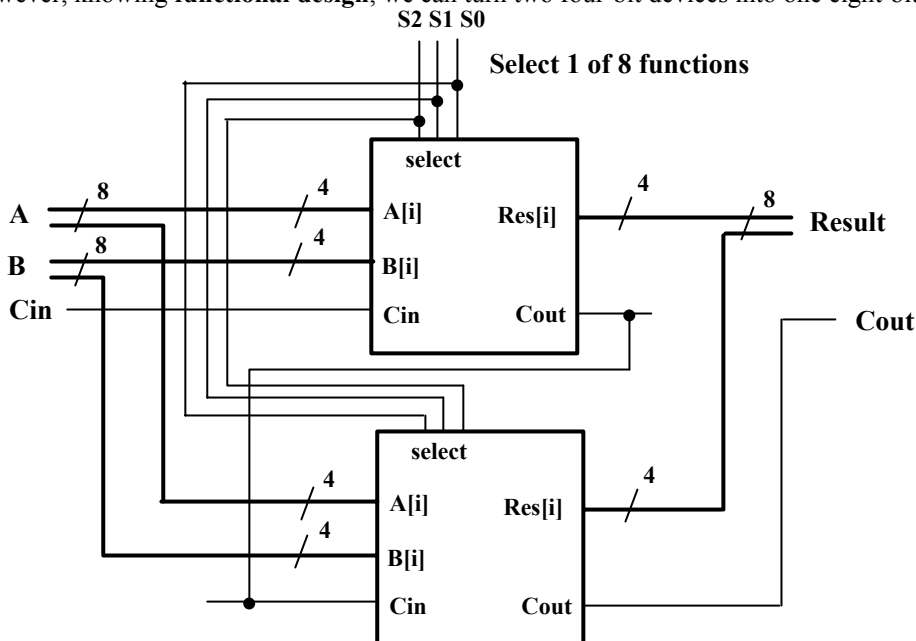 owever, knowing functional design, we can turn two four bit devices into one eight-bit
S2 S1 S0
Select 1 of 8 functions
select
8
4
4
8
A
A[i]
Res[i]
Result
8
4
B
B[i]
Cin
Cin
Cout
Cout
select
4
4
A[i]
Res[i]
4
B[i]
Cin
Cout